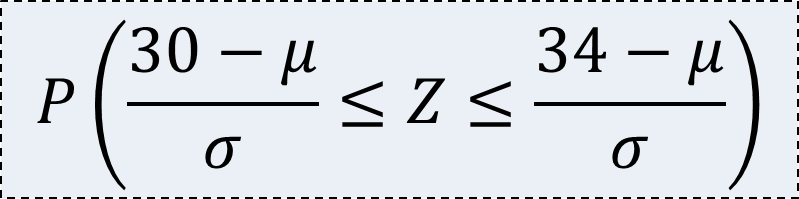 P((30 − μ)/σ ≤ Z ≤ (34 − μ)/σ)